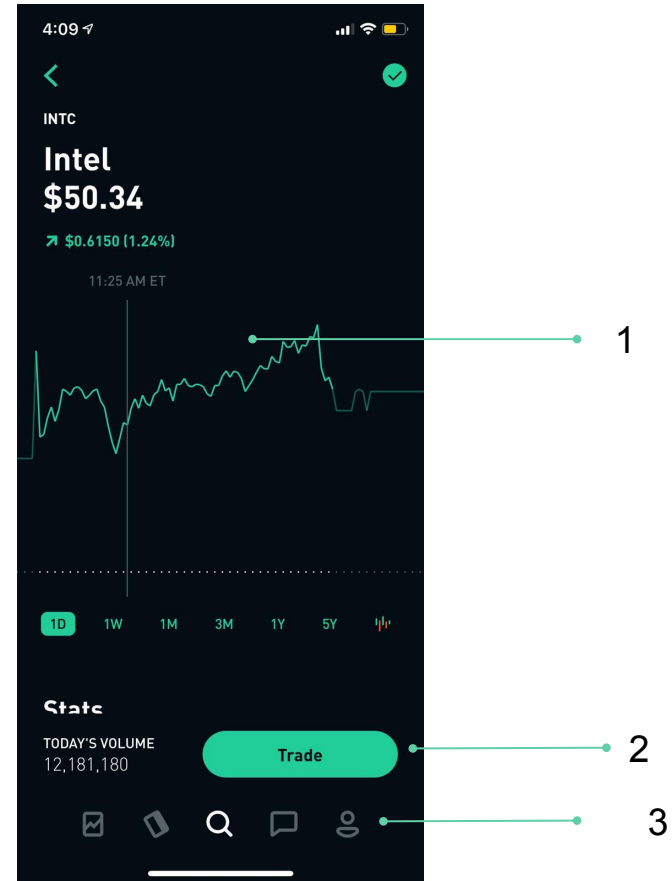 4:09
INTC
Intel
$50.34
$0.6150 (1.24%)
11:25 AM ET
1
1D 1W 1M 3M 1Y 5Y
Stats
TODAY'S VOLUME
12,181,180
Trade
2
3